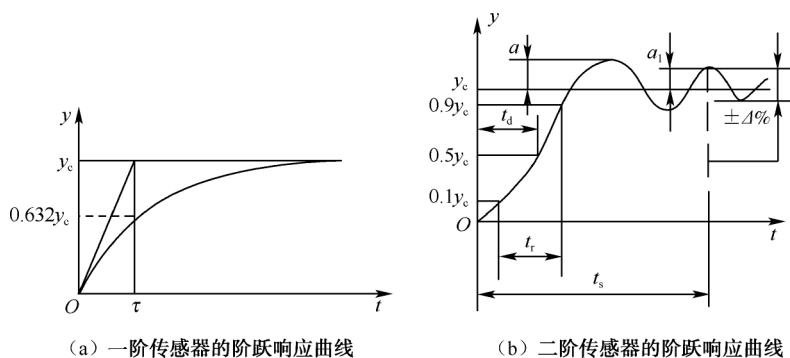 y
y_c
0.632y_c
O
τ
t
(a) 一阶传感器的阶跃响应曲线
y
a
a_1
y_c
0.9y_c
t_d
±Δ%
0.5y_c
0.1y_c
O
t
t_r
t_s
(b) 二阶传感器的阶跃响应曲线